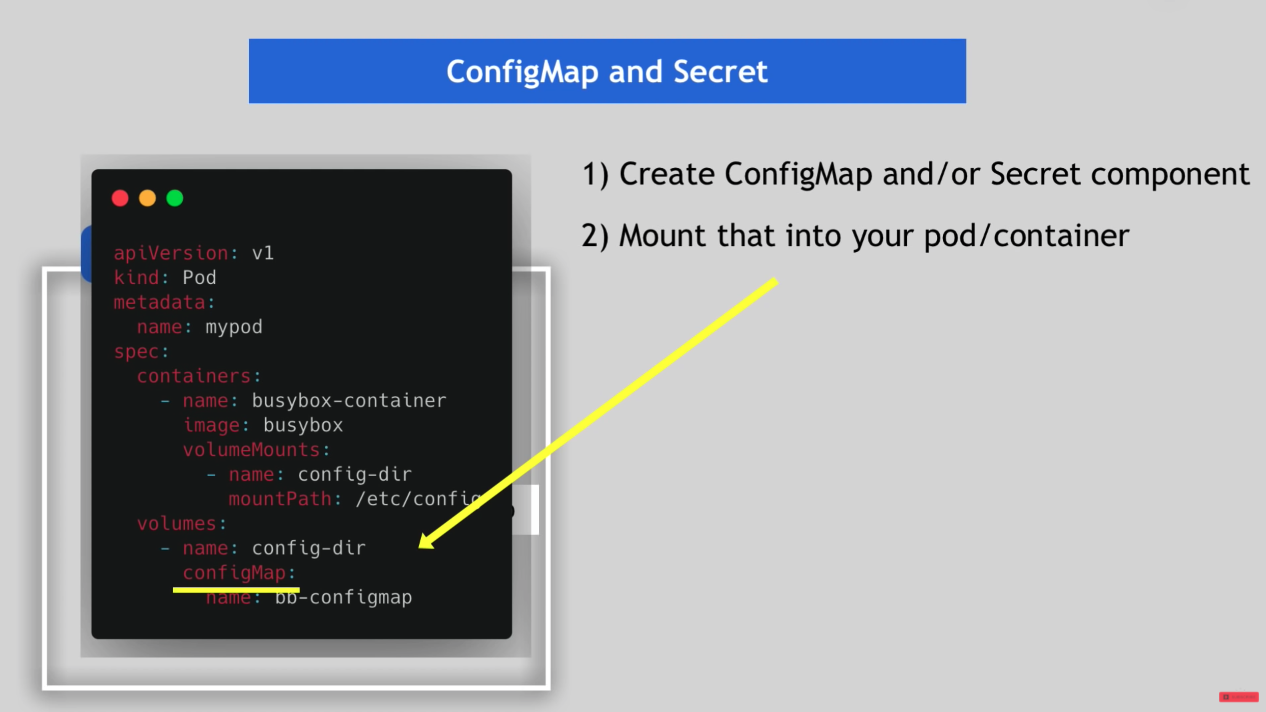 ConfigMap and Secret
1) Create ConfigMap and/or Secret component
2) Mount that into your pod/container
apiVersion: v1
kind: Pod
metadata:
  name: mypod
spec:
  containers:
    - name: busybox-container
      image: busybox
      volumeMounts:
        - name: config-dir
          mountPath: /etc/config
  volumes:
    - name: config-dir
      configMap:
        name: bb-configmap